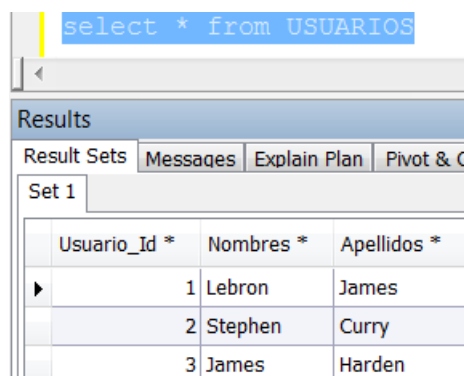 select * from USUARIOS
Results
Result Sets Messages Explain Plan Pivot &
Set 1
Usuario_Id * Nombres * Apellidos *
1 Lebron James
2 Stephen Curry
3 James Harden